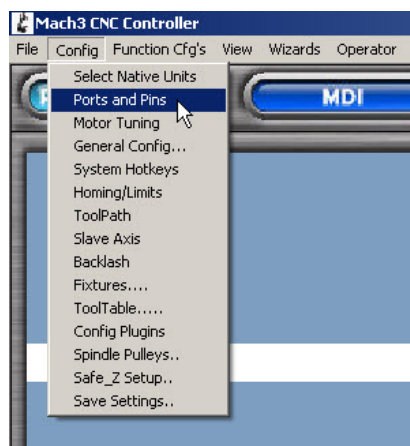 Mach3 CNC Controller
File Config Function Cfg's View Wizards Operator
MDI
Select Native Units
Ports and Pins
Motor Tuning
General Config...
System Hotkeys
Homing/Limits
ToolPath
Slave Axis
Backlash
Fixtures....
ToolTable.....
Config Plugins
Spindle Pulleys..
Safe_Z Setup..
Save Settings..